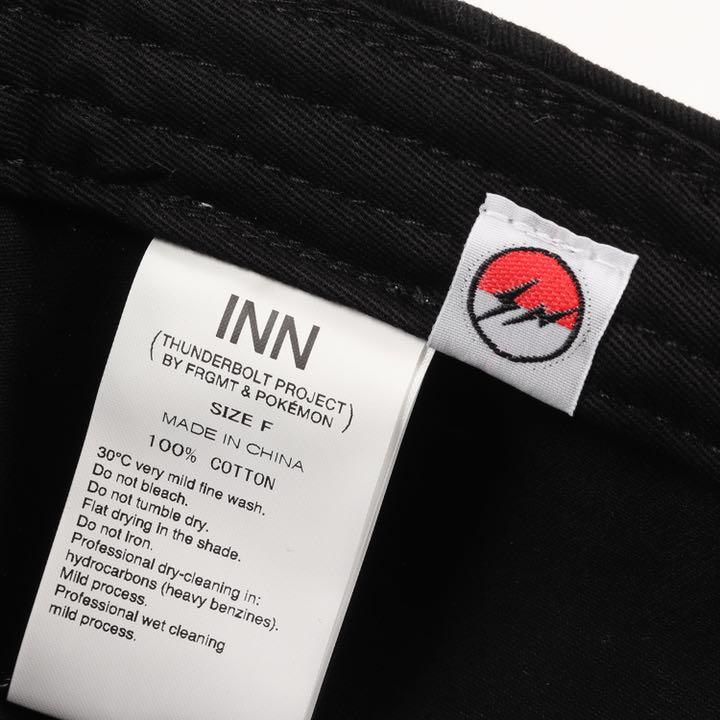 INN
(THUNDERBOLT PROJECT
BY FRGMT & POKÉMON)
SIZE F
MADE IN CHINA
100% COTTON
30°C very mild fine wash.
Do not bleach.
Do not tumble dry.
Flat drying in the shade.
Do not Iron.
Professional dry-cleaning in:
hydrocarbons (heavy benzines).
Mild process.
Professional wet cleaning
mild process.